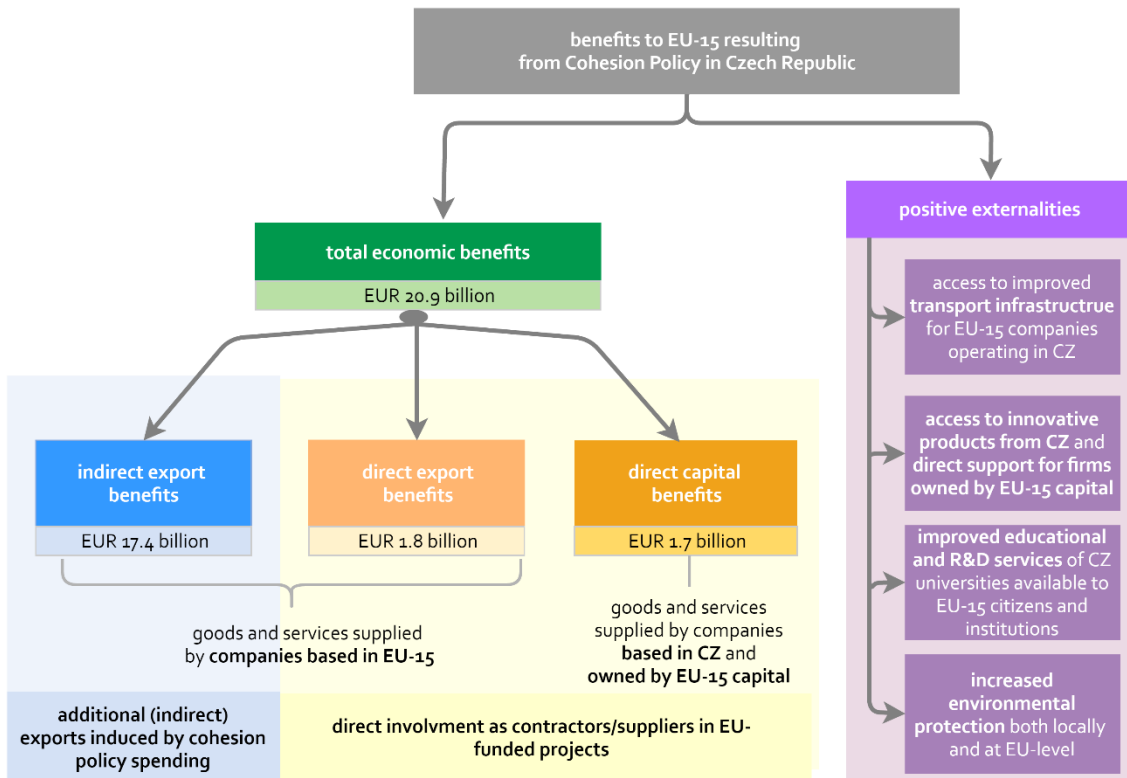 benefits to EU-15 resulting
from Cohesion Policy in Czech Republic
total economic benefits
EUR 20.9 billion
indirect export
benefits
EUR 17.4 billion
direct export
benefits
EUR 1.8 billion
direct capital
benefits
EUR 1.7 billion
goods and services supplied
by companies based in EU-15
goods and services
supplied by companies
based in CZ and
owned by EU-15 capital
additional (indirect)
exports induced by cohesion
policy spending
direct involvment as contractors/suppliers in EU-
funded projects
positive externalities
access to improved
transport infrastructrue
for EU-15 companies
operating in CZ
access to innovative
products from CZ and
direct support for firms
owned by EU-15 capital
improved educational
and R&D services of CZ
universities available to
EU-15 citizens and
institutions
increased
environmental
protection both locally
and at EU-level